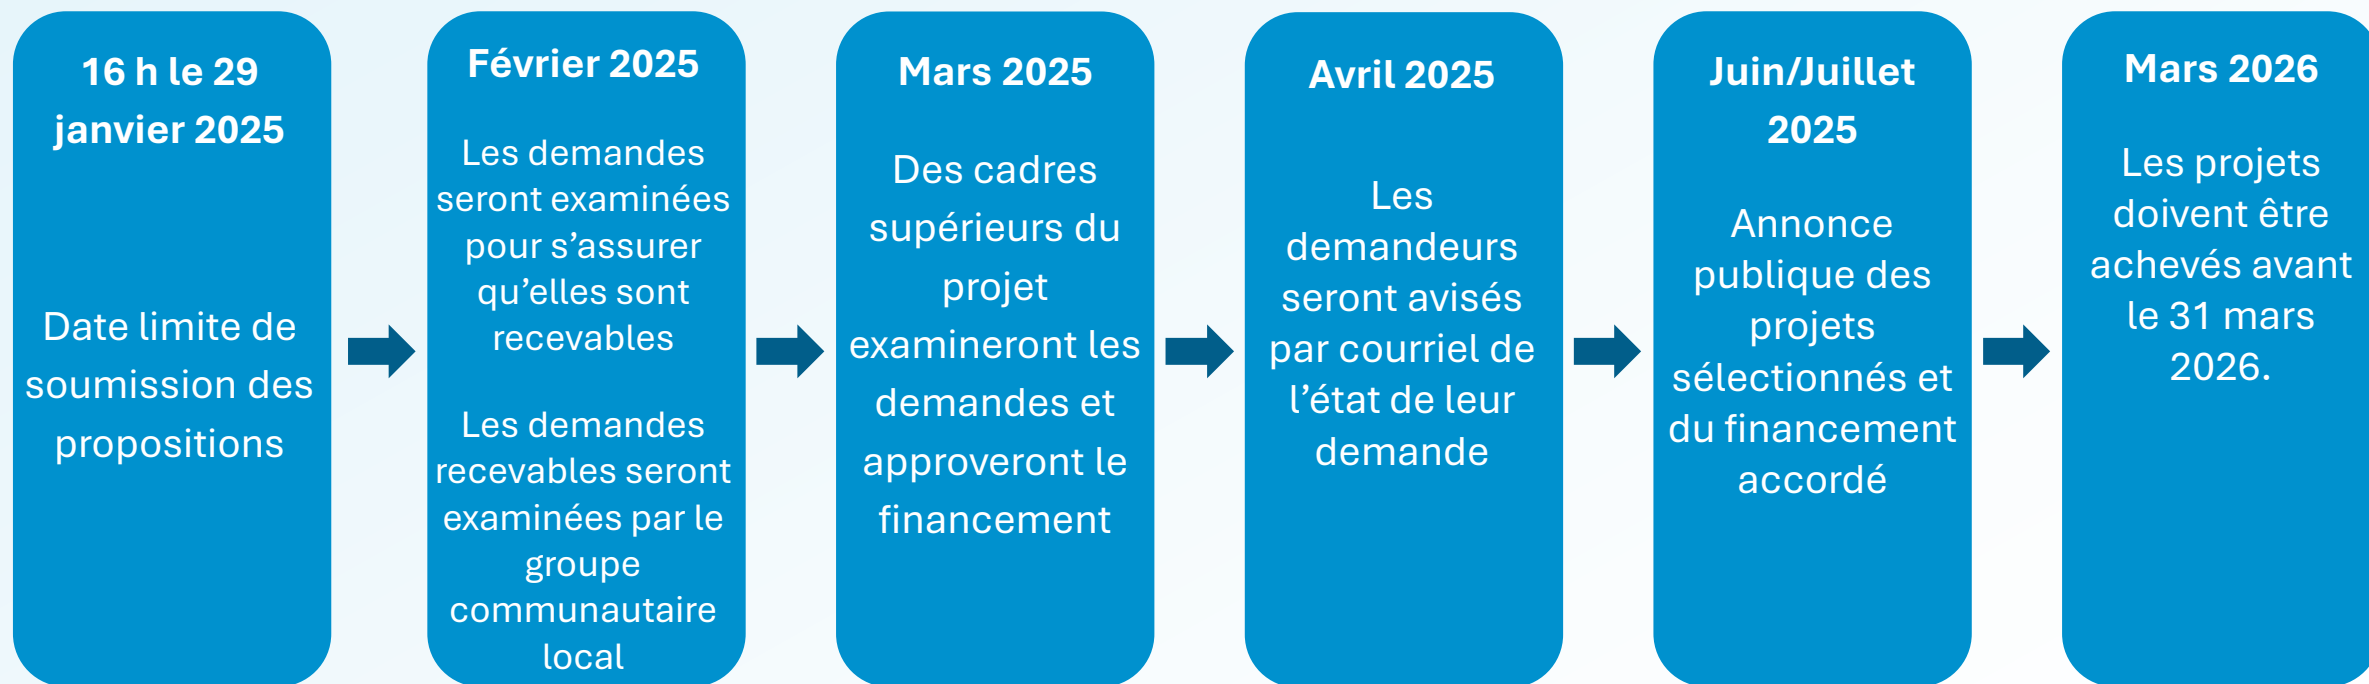 16 h le 29
janvier 2025
Date limite de
soumission des
propositions
Février 2025
Les demandes
seront examinées
pour s’assurer
qu’elles sont
recevables
Les demandes
recevables seront
examinées par le
groupe
communautaire
local
Mars 2025
Des cadres
supérieurs du
projet
examineront les
demandes et
approuveront le
financement
Avril 2025
Les
demandeurs
seront avisés
par courriel de
l’état de leur
demande
Juin/Juillet
2025
Annonce
publique des
projets
sélectionnés et
du financement
accordé
Mars 2026
Les projets
doivent être
achevés avant
le 31 mars
2026.